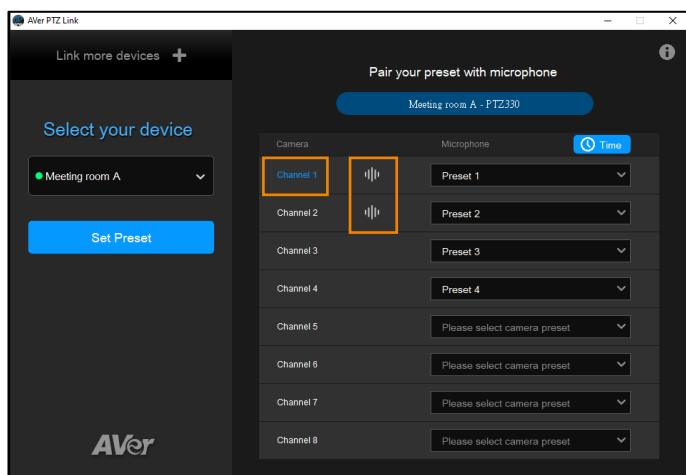 AVer PTZ Link
Link more devices
Pair your preset with microphone
Meeting room A - PTZ330
Select your device
Meeting room A
Set Preset
Camera Microphone Time
Channel 1 Preset 1
Channel 2 Preset 2
Channel 3 Preset 3
Channel 4 Preset 4
Channel 5 Please select camera preset
Channel 6 Please select camera preset
Channel 7 Please select camera preset
Channel 8 Please select camera preset
AVer